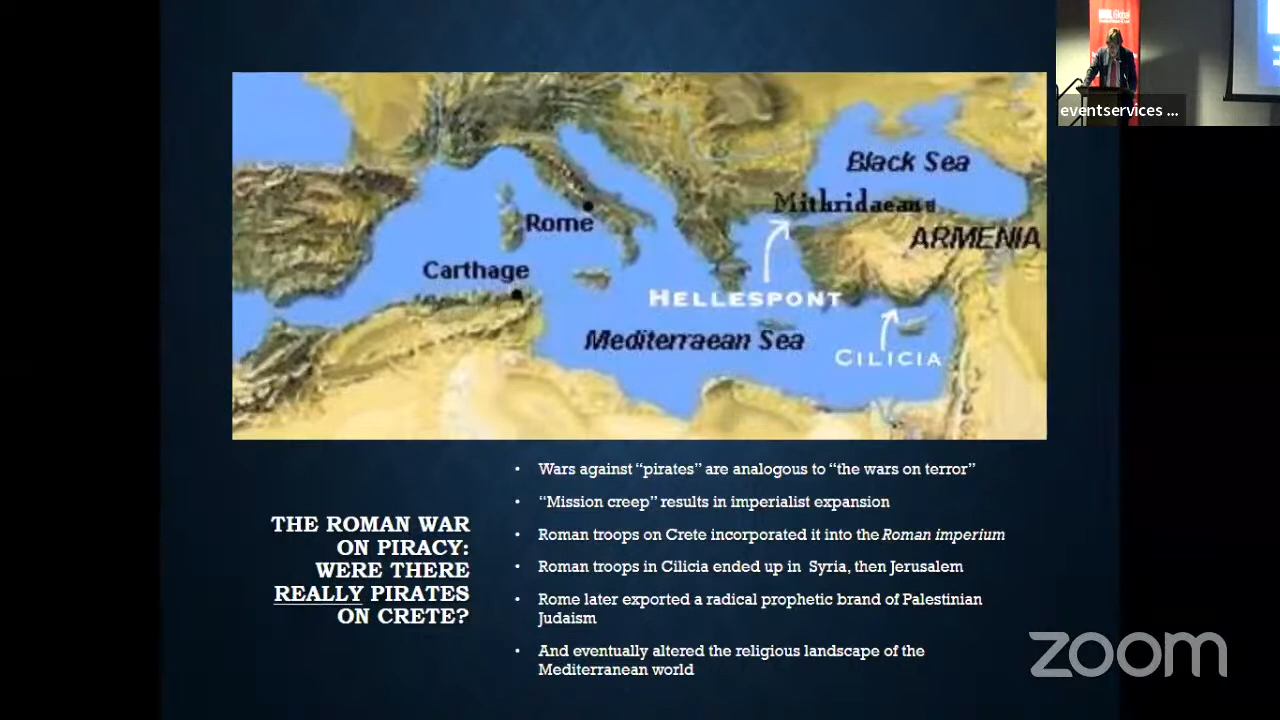 Global
eventservices ...
Black Sea
Mithridaeans
Rome
ARMENIA
Carthage
HELLESPONT
Mediterraean Sea
CILICIA
THE ROMAN WAR
ON PIRACY:
WERE THERE
REALLY PIRATES
ON CRETE?
• Wars against “pirates” are analogous to “the wars on terror”
• “Mission creep” results in imperialist expansion
• Roman troops on Crete incorporated it into the Roman imperium
• Roman troops in Cilicia ended up in Syria, then Jerusalem
• Rome later exported a radical prophetic brand of Palestinian
Judaism
• And eventually altered the religious landscape of the
Mediterranean world
zoom